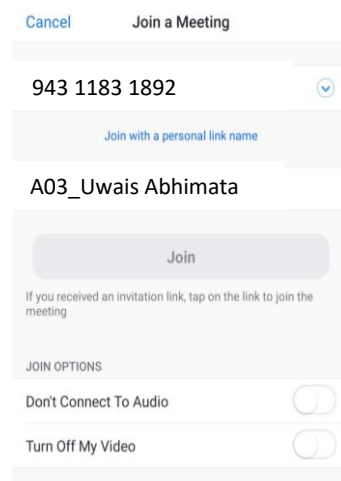 Cancel Join a Meeting
943 1183 1892
Join with a personal link name
A03_Uwais Abhimata
Join
If you received an invitation link, tap on the link to join the
meeting
JOIN OPTIONS
Don't Connect To Audio
Turn Off My Video